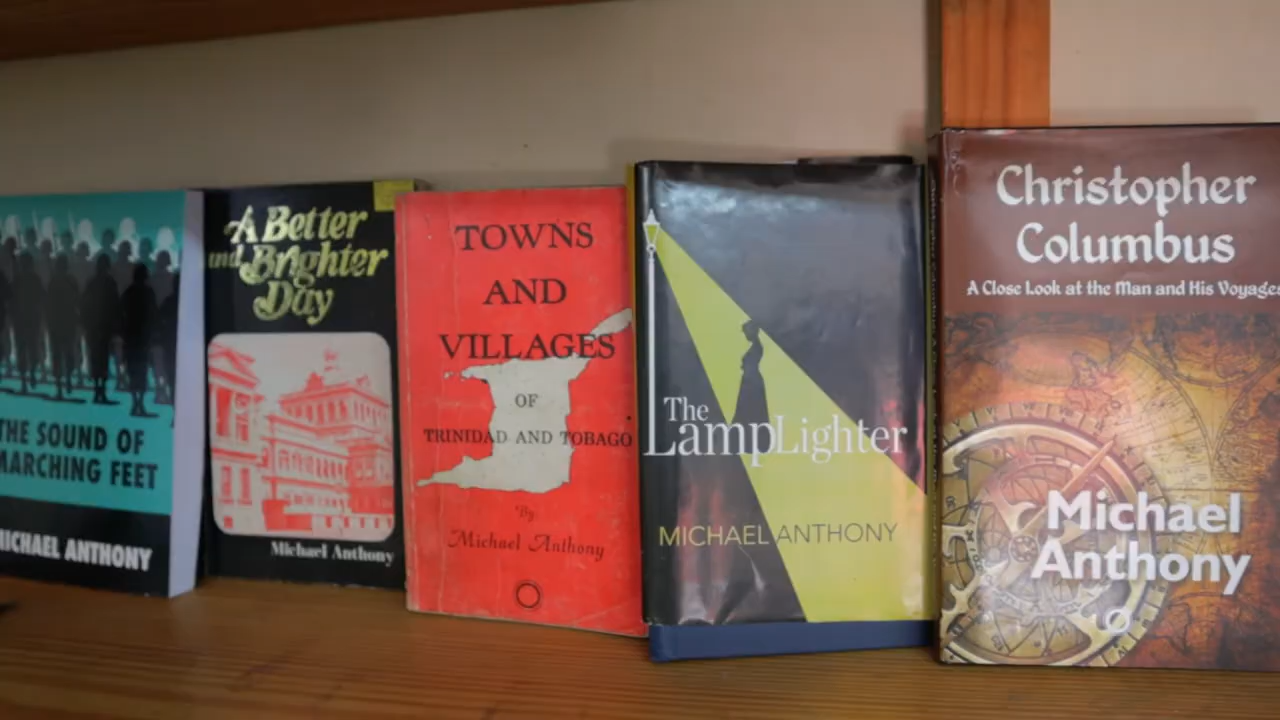 THE SOUND OF
MARCHING FEET
MICHAEL ANTHONY
A Better
and Brighter
Day
Michael Anthony
TOWNS
AND
VILLAGES
OF
TRINIDAD AND TOBAGO
By
Michael Anthony
The
LampLighter
MICHAEL ANTHONY
Christopher
Columbus
A Close Look at the Man and His Voyages
Michael
Anthony